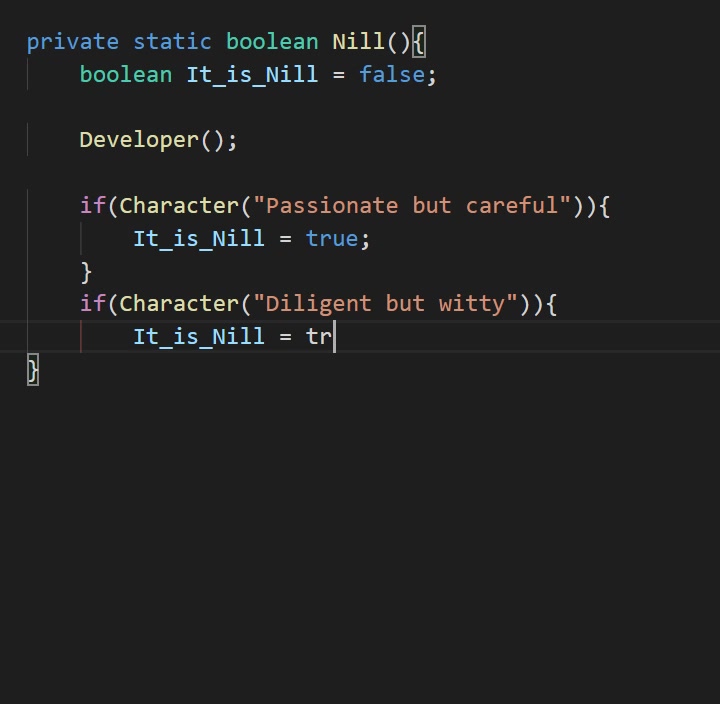 private static boolean Nill(){
    boolean It_is_Nill = false;

    Developer();

    if(Character("Passionate but careful")){
        It_is_Nill = true;
    }
    if(Character("Diligent but witty")){
        It_is_Nill = tr
}